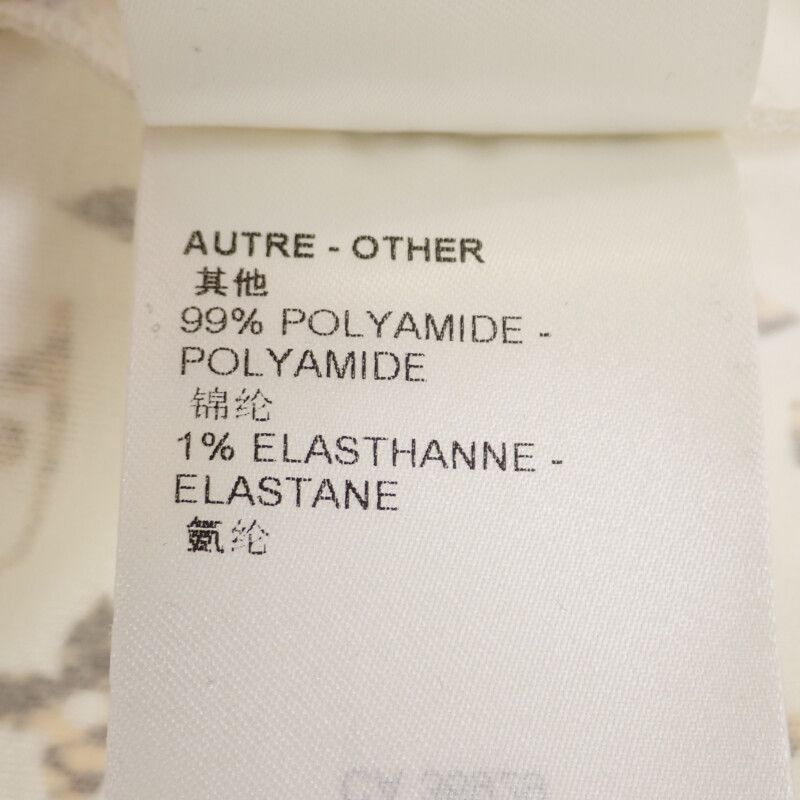 AUTRE - OTHER
其他
99% POLYAMIDE -
POLYAMIDE
锦纶
1% ELASTHANNE -
ELASTANE
氨纶